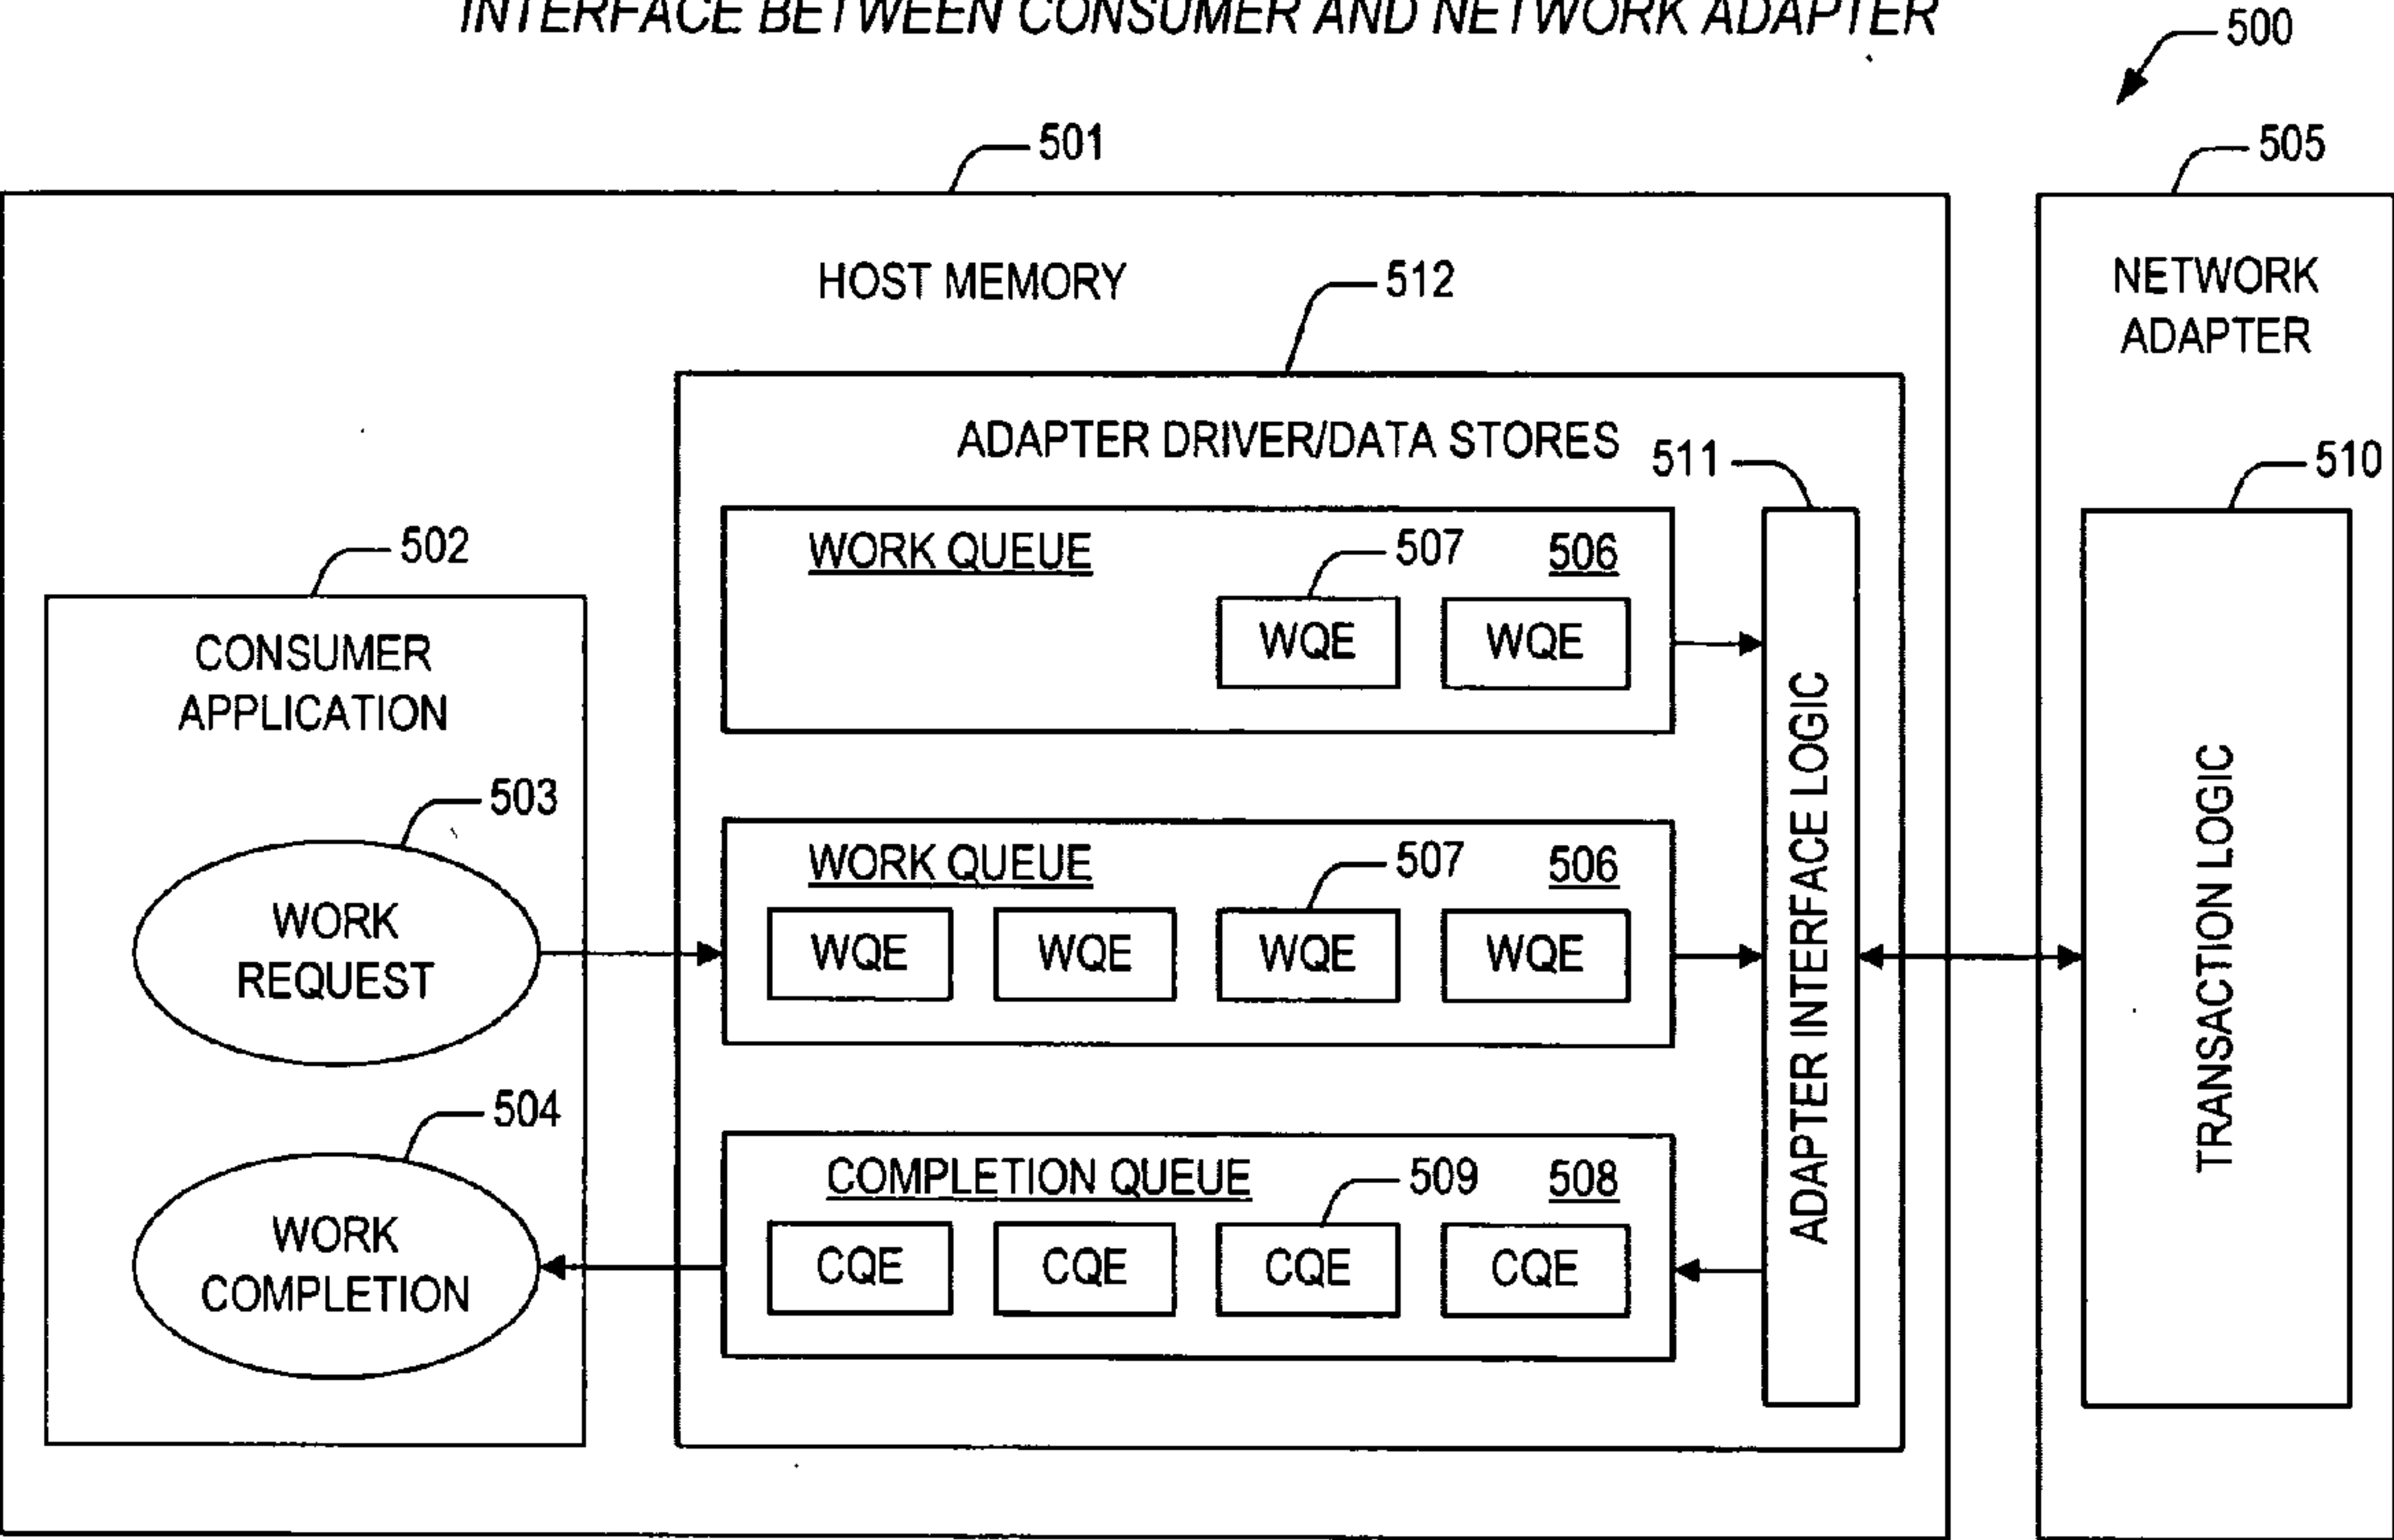 INTERFACE BETWEEN CONSUMER AND NETWORK ADAPTER
500
501
505
HOST MEMORY
512
NETWORK
ADAPTER
ADAPTER DRIVER/DATA STORES
511
510
502
WORK QUEUE
507
506
WQE
WQE
CONSUMER
APPLICATION
503
WORK
REQUEST
WORK QUEUE
507
506
WQE
WQE
WQE
WQE
ADAPTER INTERFACE LOGIC
TRANSACTION LOGIC
504
WORK
COMPLETION
COMPLETION QUEUE
509
508
CQE
CQE
CQE
CQE